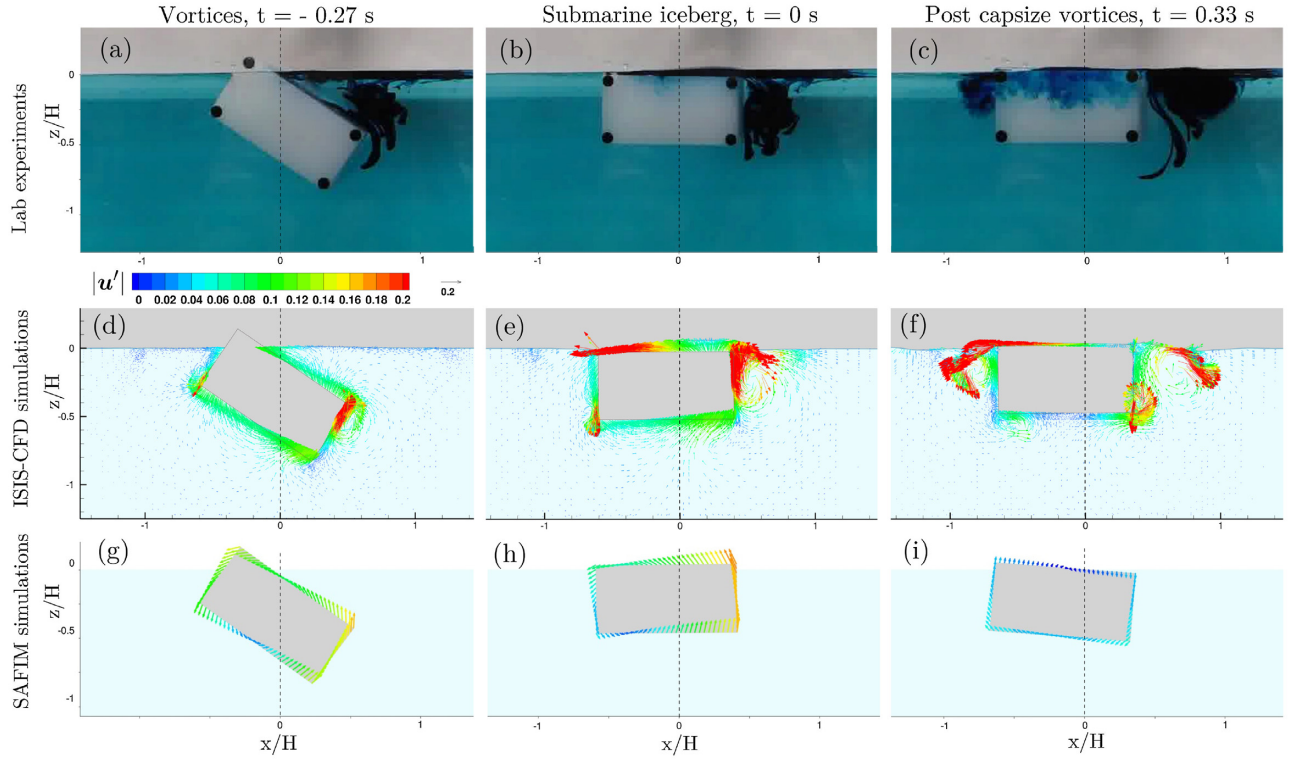 Vortices, t = - 0.27 s
Submarine iceberg, t = 0 s
Post capsize vortices, t = 0.33 s
Lab experiments
z/H
(a)
(b)
(c)
0
-0.5
-1
-1 0 1
-1 0 1
-1 0 1
|u'|
0 0.02 0.04 0.06 0.08 0.1 0.12 0.14 0.16 0.18 0.2
0.2
ISIS-CFD simulations
z/H
(d)
(e)
(f)
0
-0.5
-1
-1 0 1
-1 0 1
-1 0 1
SAFIM simulations
z/H
(g)
(h)
(i)
0
-0.5
-1
0 1
-1 0 1
-1 0 1
x/H
x/H
x/H